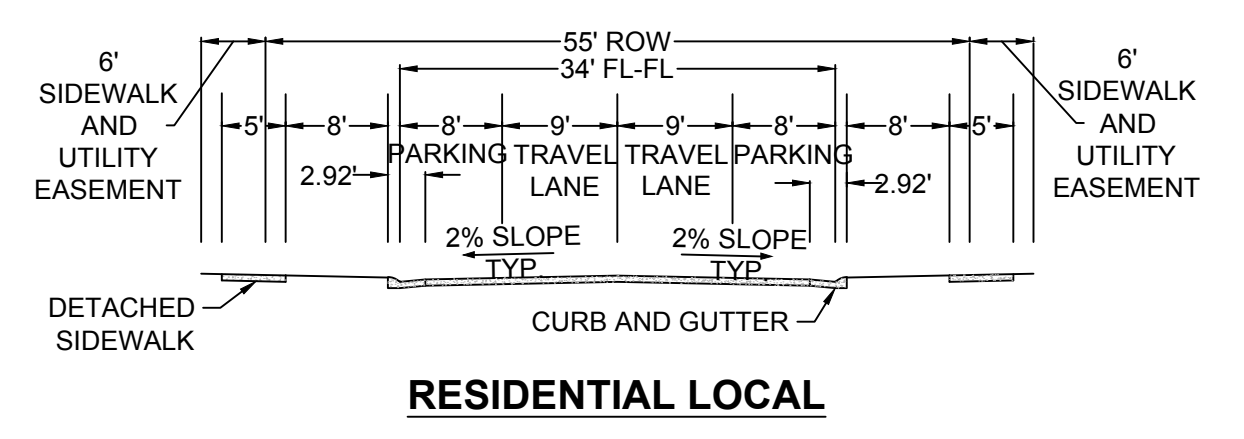 55' ROW
34' FL-FL
6'
SIDEWALK
AND
UTILITY
EASEMENT
6'
SIDEWALK
AND
UTILITY
EASEMENT
5' 8' 8' 9' 9' 8' 8' 5'
PARKING TRAVEL LANE TRAVEL LANE PARKING
2.92' 2.92'
2% SLOPE
TYP.
2% SLOPE
TYP.
DETACHED
SIDEWALK
CURB AND GUTTER
RESIDENTIAL LOCAL